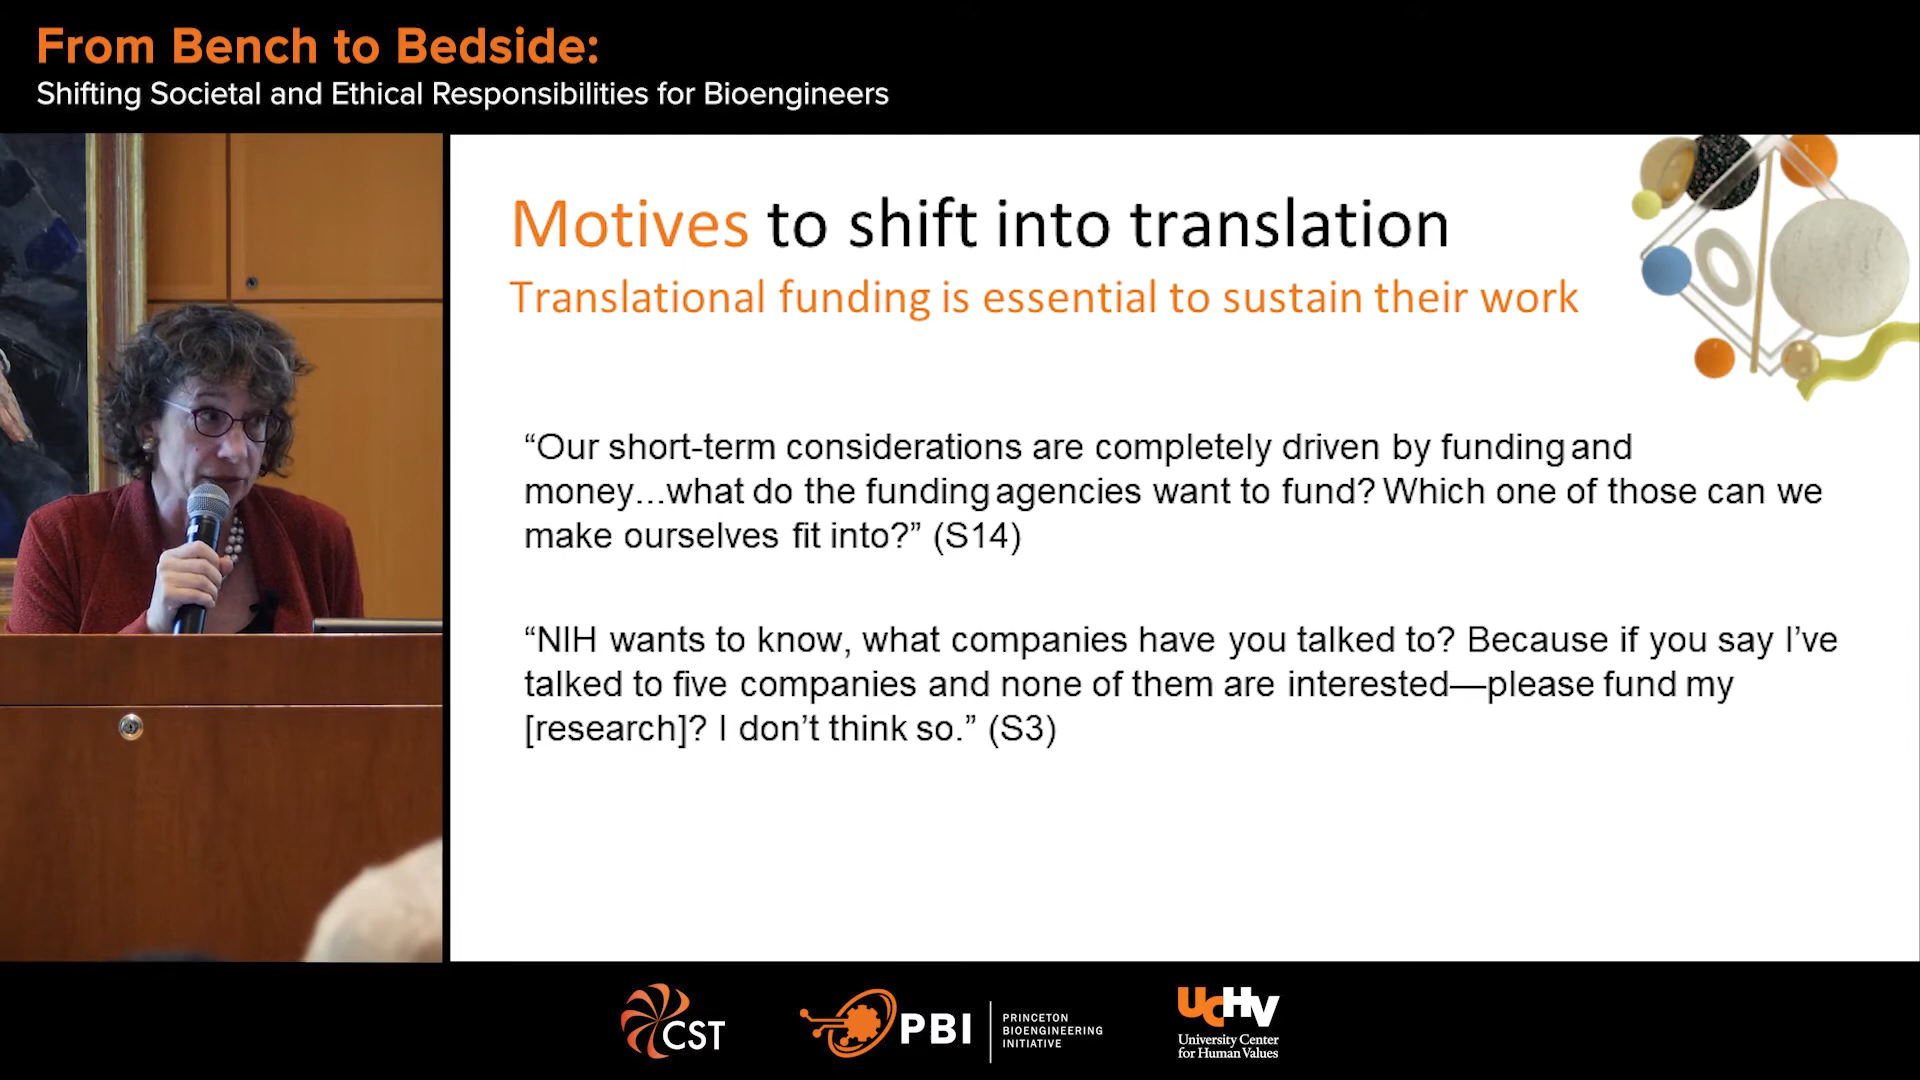 From Bench to Bedside:
Shifting Societal and Ethical Responsibilities for Bioengineers
Motives to shift into translation
Translational funding is essential to sustain their work
“Our short-term considerations are completely driven by funding and
money…what do the funding agencies want to fund? Which one of those can we
make ourselves fit into?” (S14)
“NIH wants to know, what companies have you talked to? Because if you say I’ve
talked to five companies and none of them are interested—please fund my
[research]? I don’t think so.” (S3)
CST
PBI
PRINCETON
BIOENGINEERING
INITIATIVE
UCHV
University Center
for Human Values